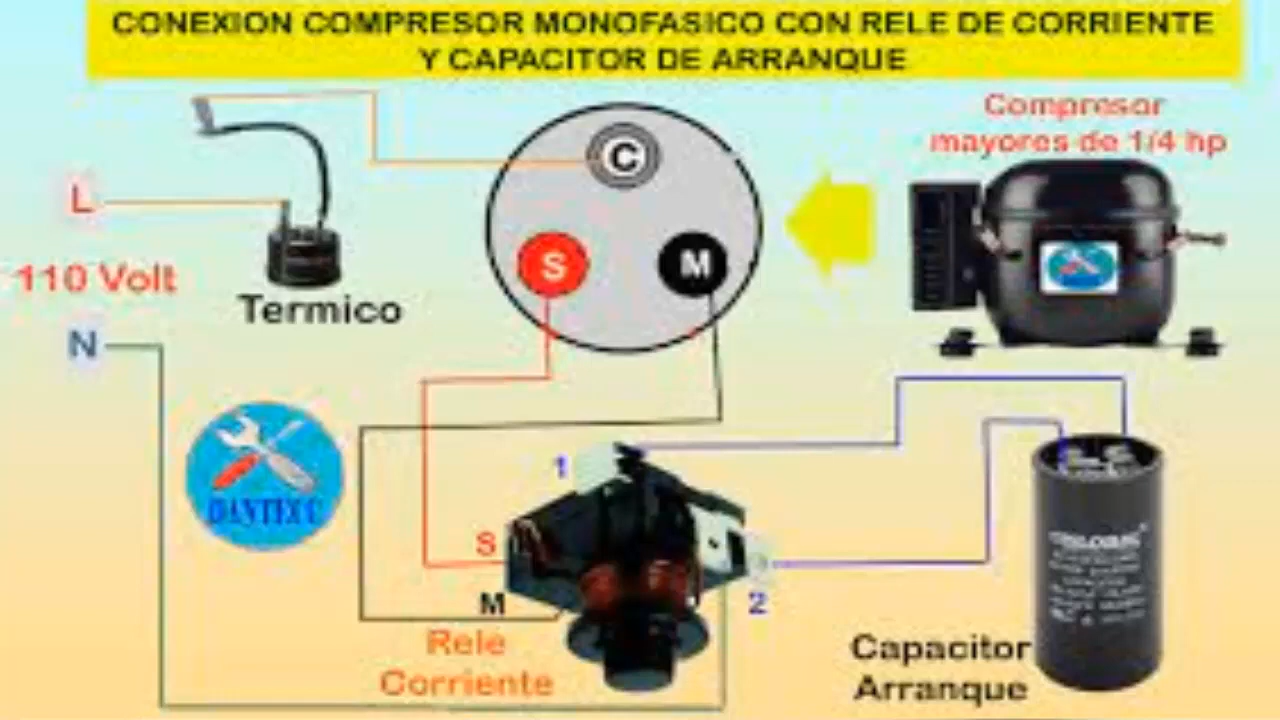 CONEXION COMPRESOR MONOFASICO CON RELE DE CORRIENTE
Y CAPACITOR DE ARRANQUE
Compresor
mayores de 1/4 hp
C
L
S
M
110 Volt
Termico
N
1
S
M
2
Rele
Corriente
Capacitor
Arranque